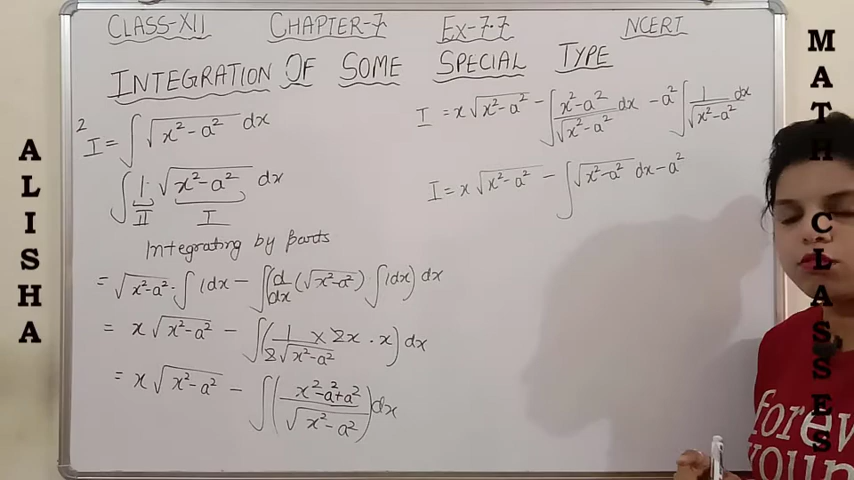 CLASS-XII CHAPTER-7 EX-7.7 NCERT
INTEGRATION OF SOME SPECIAL TYPE
2 I = ∫ √(x²-a²) dx
∫ 1 · √(x²-a²) dx
II I
Integrating by parts
= √(x²-a²) · ∫ 1dx - ∫ (d/dx (√(x²-a²)) · ∫ 1dx) dx
= x √(x²-a²) - ∫ (1/(2√(x²-a²)) × 2x · x) dx
= x √(x²-a²) - ∫ ((x²-a²+a²)/√(x²-a²)) dx
I = x √(x²-a²) - ∫ (x²-a²)/√(x²-a²) dx - a² ∫ 1/√(x²-a²) dx
I = x √(x²-a²) - ∫ √(x²-a²) dx - a²
ALISHA
MATH CLASSES
forev
youn